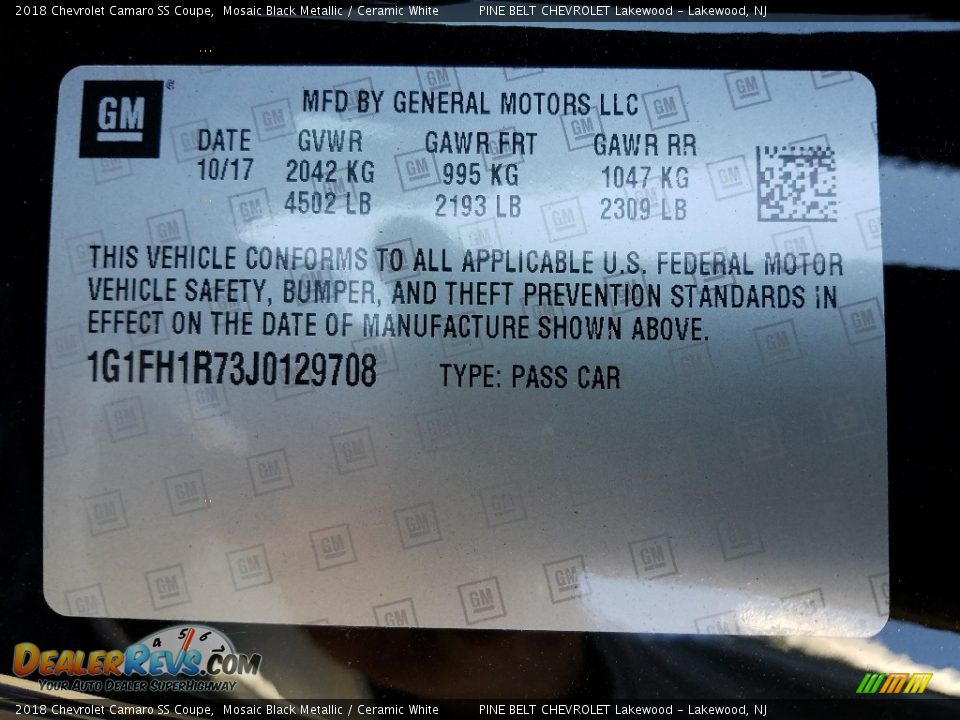 2018 Chevrolet Camaro SS Coupe, Mosaic Black Metallic / Ceramic White PINE BELT CHEVROLET Lakewood - Lakewood, NJ
GM ® MFD BY GENERAL MOTORS LLC
DATE GVWR GAWR FRT GAWR RR
10/17 2042 KG 995 KG 1047 KG
4502 LB 2193 LB 2309 LB
THIS VEHICLE CONFORMS TO ALL APPLICABLE U.S. FEDERAL MOTOR
VEHICLE SAFETY, BUMPER, AND THEFT PREVENTION STANDARDS IN
EFFECT ON THE DATE OF MANUFACTURE SHOWN ABOVE.
1G1FH1R73J0129708 TYPE: PASS CAR
4 5 6
DEALERREVS.COM
YOUR AUTO DEALER SUPERHIGHWAY
2018 Chevrolet Camaro SS Coupe, Mosaic Black Metallic / Ceramic White PINE BELT CHEVROLET Lakewood - Lakewood, NJ